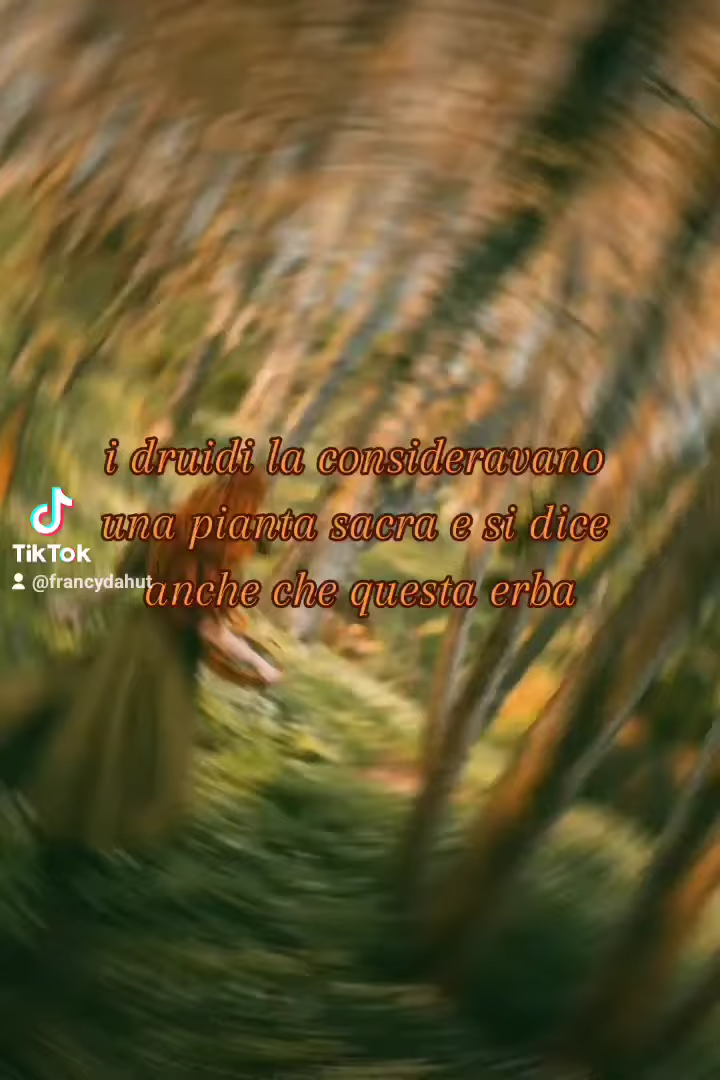 i druidi la consideravano
una pianta sacra e si dice
anche che questa erba
TikTok
@francydahut